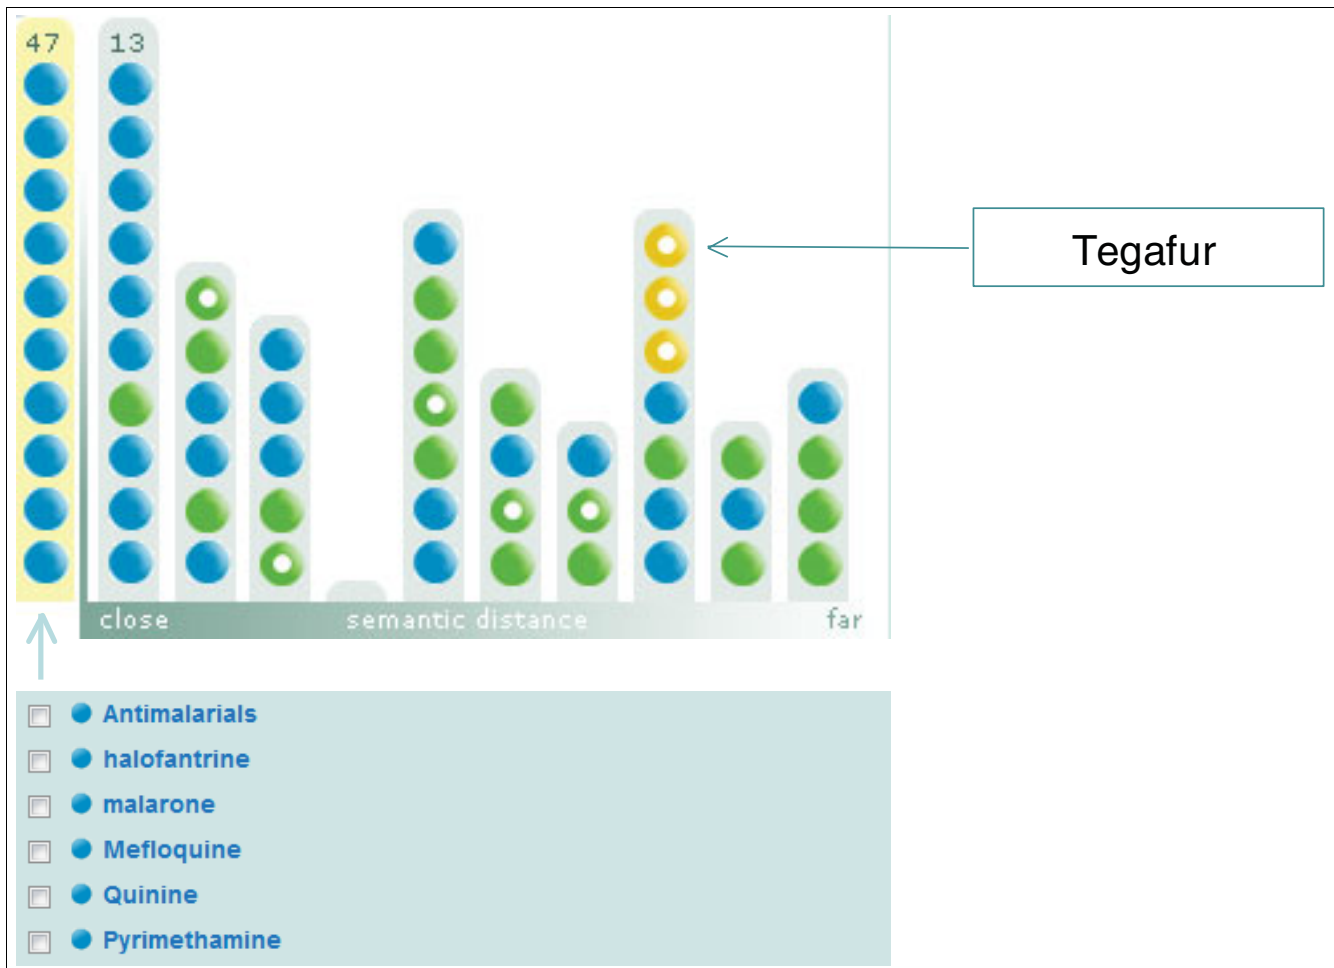 47
13
Tegafur
close semantic distance far
Antimalarials
halofantrine
malarone
Mefloquine
Quinine
Pyrimethamine